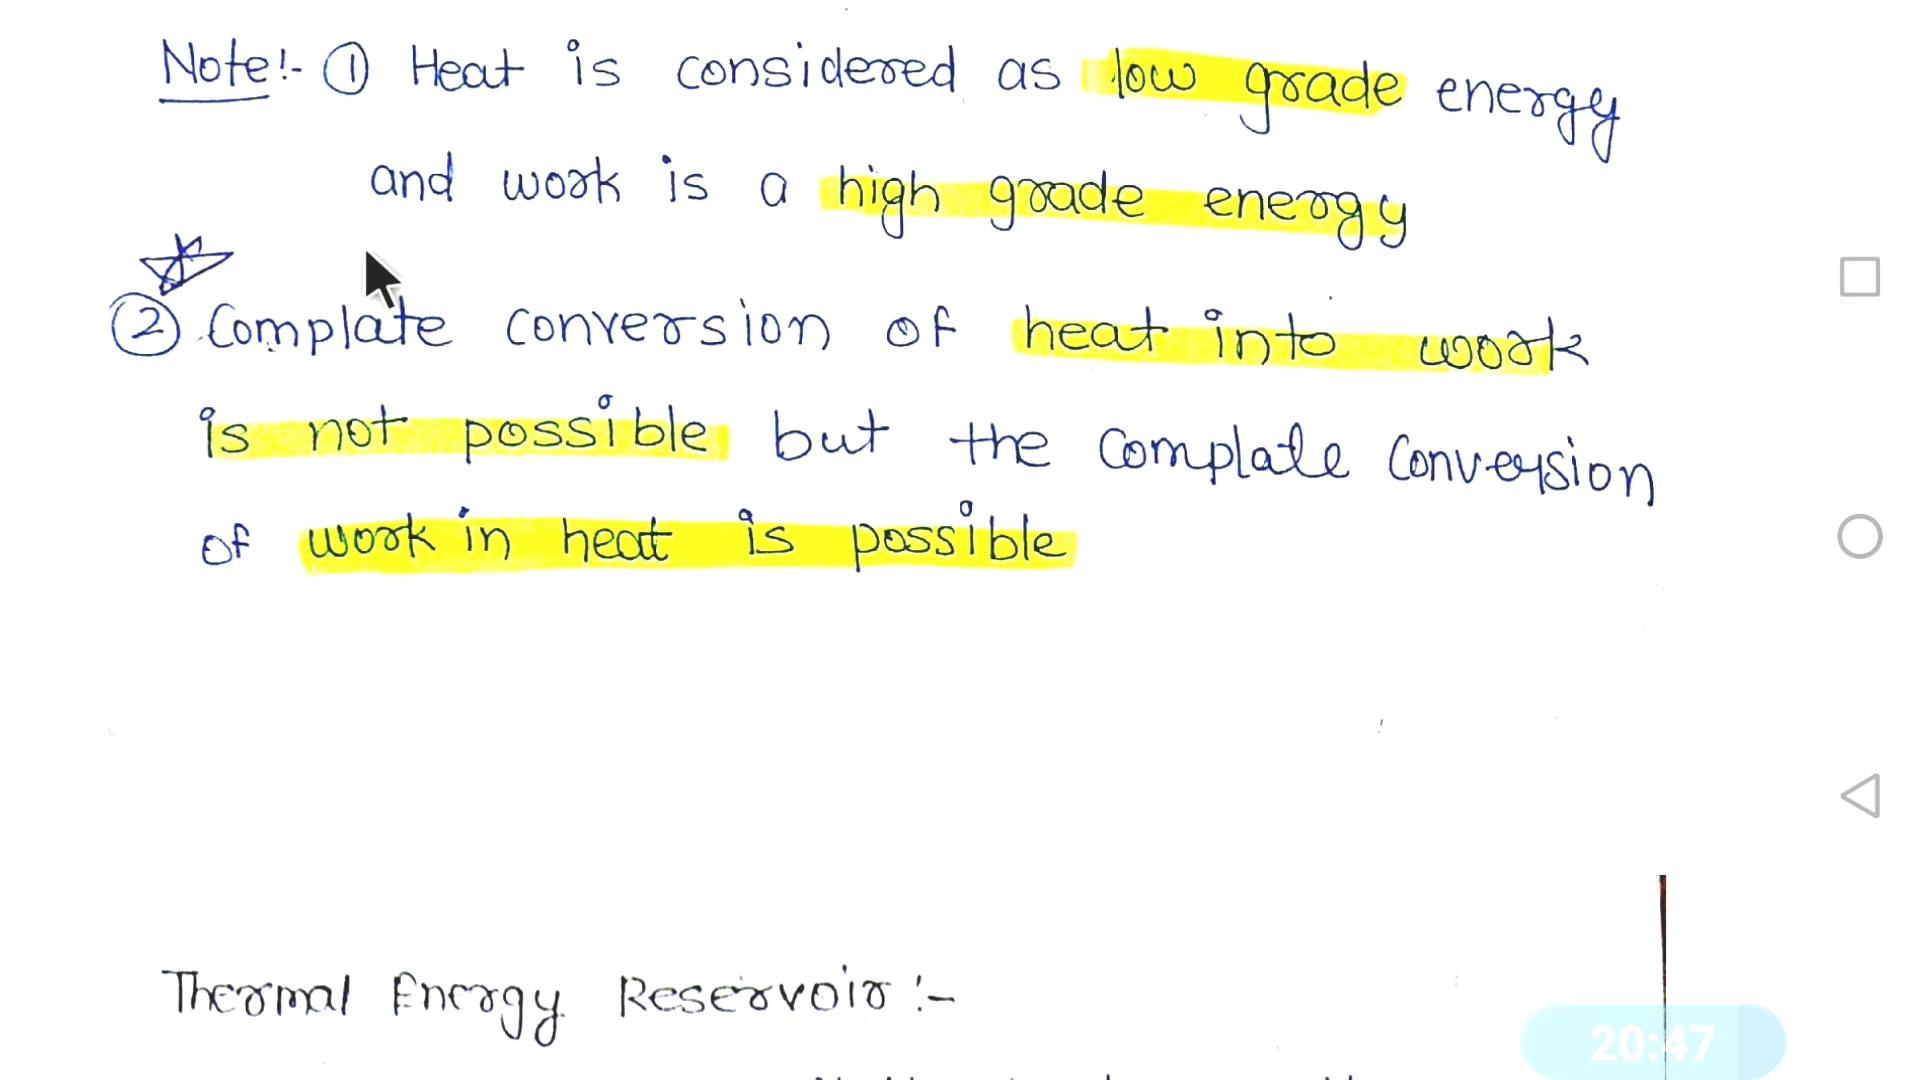 Note:- ① Heat is considered as low grade energy
and work is a high grade energy
② Complate conversion of heat into work
is not possible but the complate conversion
of work in heat is possible
Thermal Energy Reservoir :-
20:47